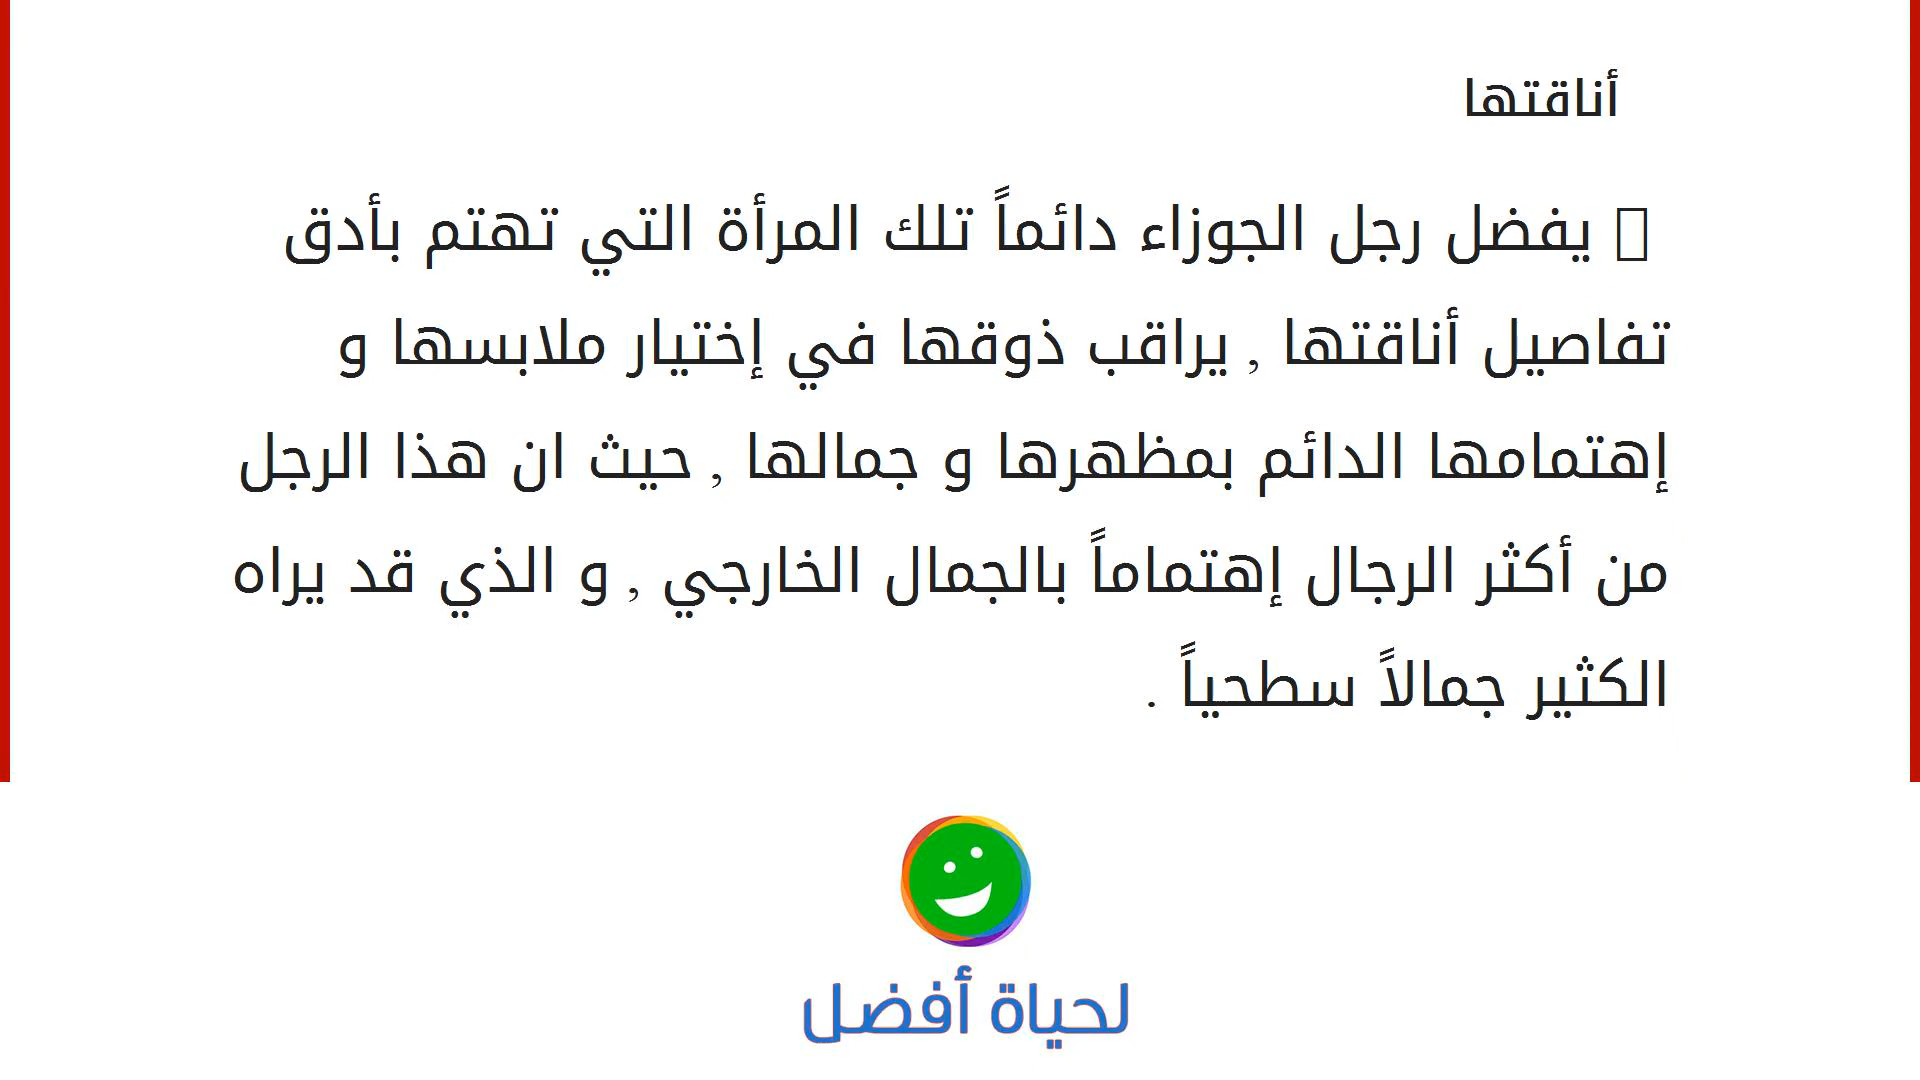 أناقتها
يفضل رجل الجوزاء دائماً تلك المرأة التي تهتم بأدق
تفاصيل أناقتها , يراقب ذوقها في إختيار ملابسها و
إهتمامها الدائم بمظهرها و جمالها , حيث ان هذا الرجل
من أكثر الرجال إهتماماً بالجمال الخارجي , و الذي قد يراه
الكثير جمالاً سطحياً .
لحياة أفضل